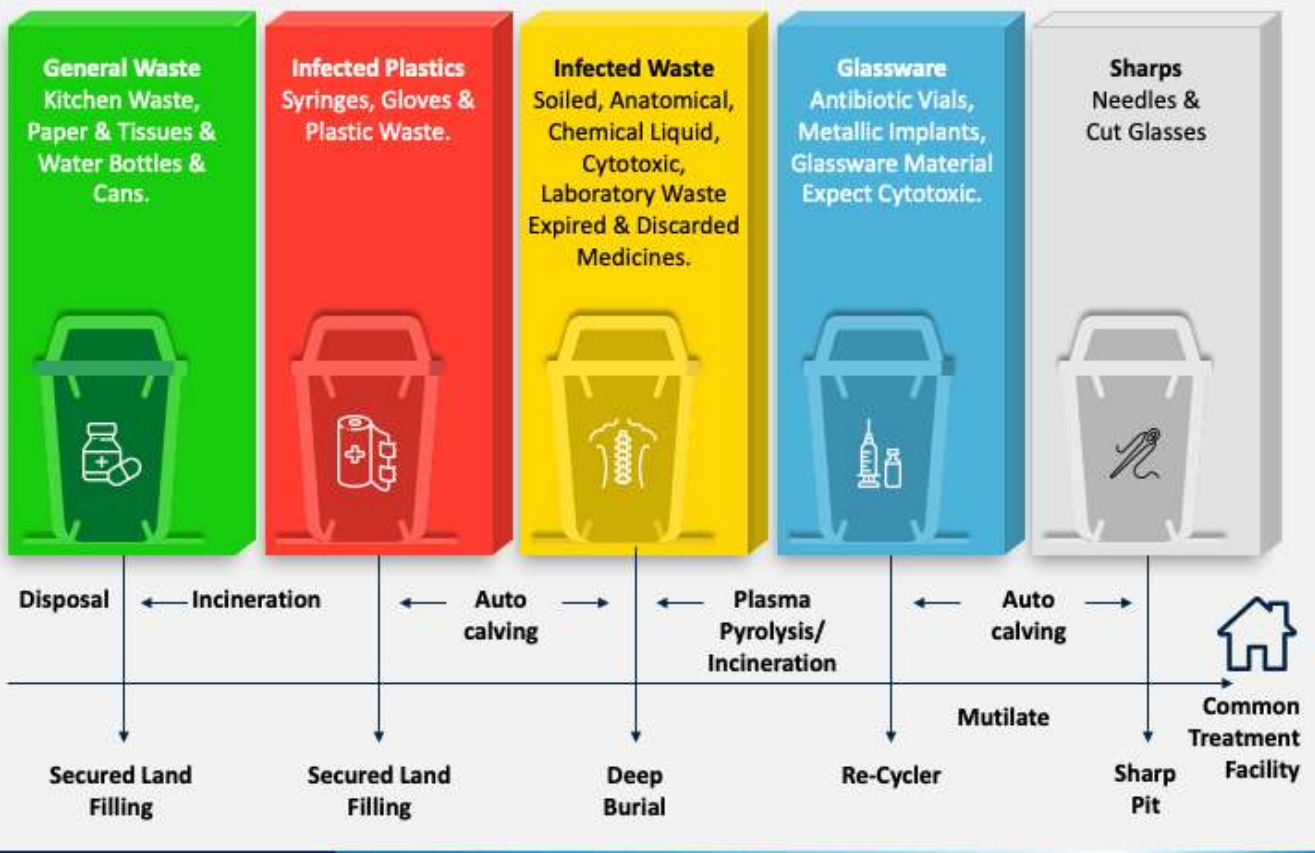 General Waste
Kitchen Waste,
Paper & Tissues &
Water Bottles &
Cans.
Infected Plastics
Syringes, Gloves &
Plastic Waste.
Infected Waste
Soiled, Anatomical,
Chemical Liquid,
Cytotoxic,
Laboratory Waste
Expired & Discarded
Medicines.
Glassware
Antibiotic Vials,
Metallic Implants,
Glassware Material
Expect Cytotoxic.
Sharps
Needles &
Cut Glasses
Disposal
Incineration
Auto
calving
Plasma
Pyrolysis/
Incineration
Auto
calving
Mutilate
Common
Treatment
Facility
Secured Land
Filling
Secured Land
Filling
Deep
Burial
Re-Cycler
Sharp
Pit